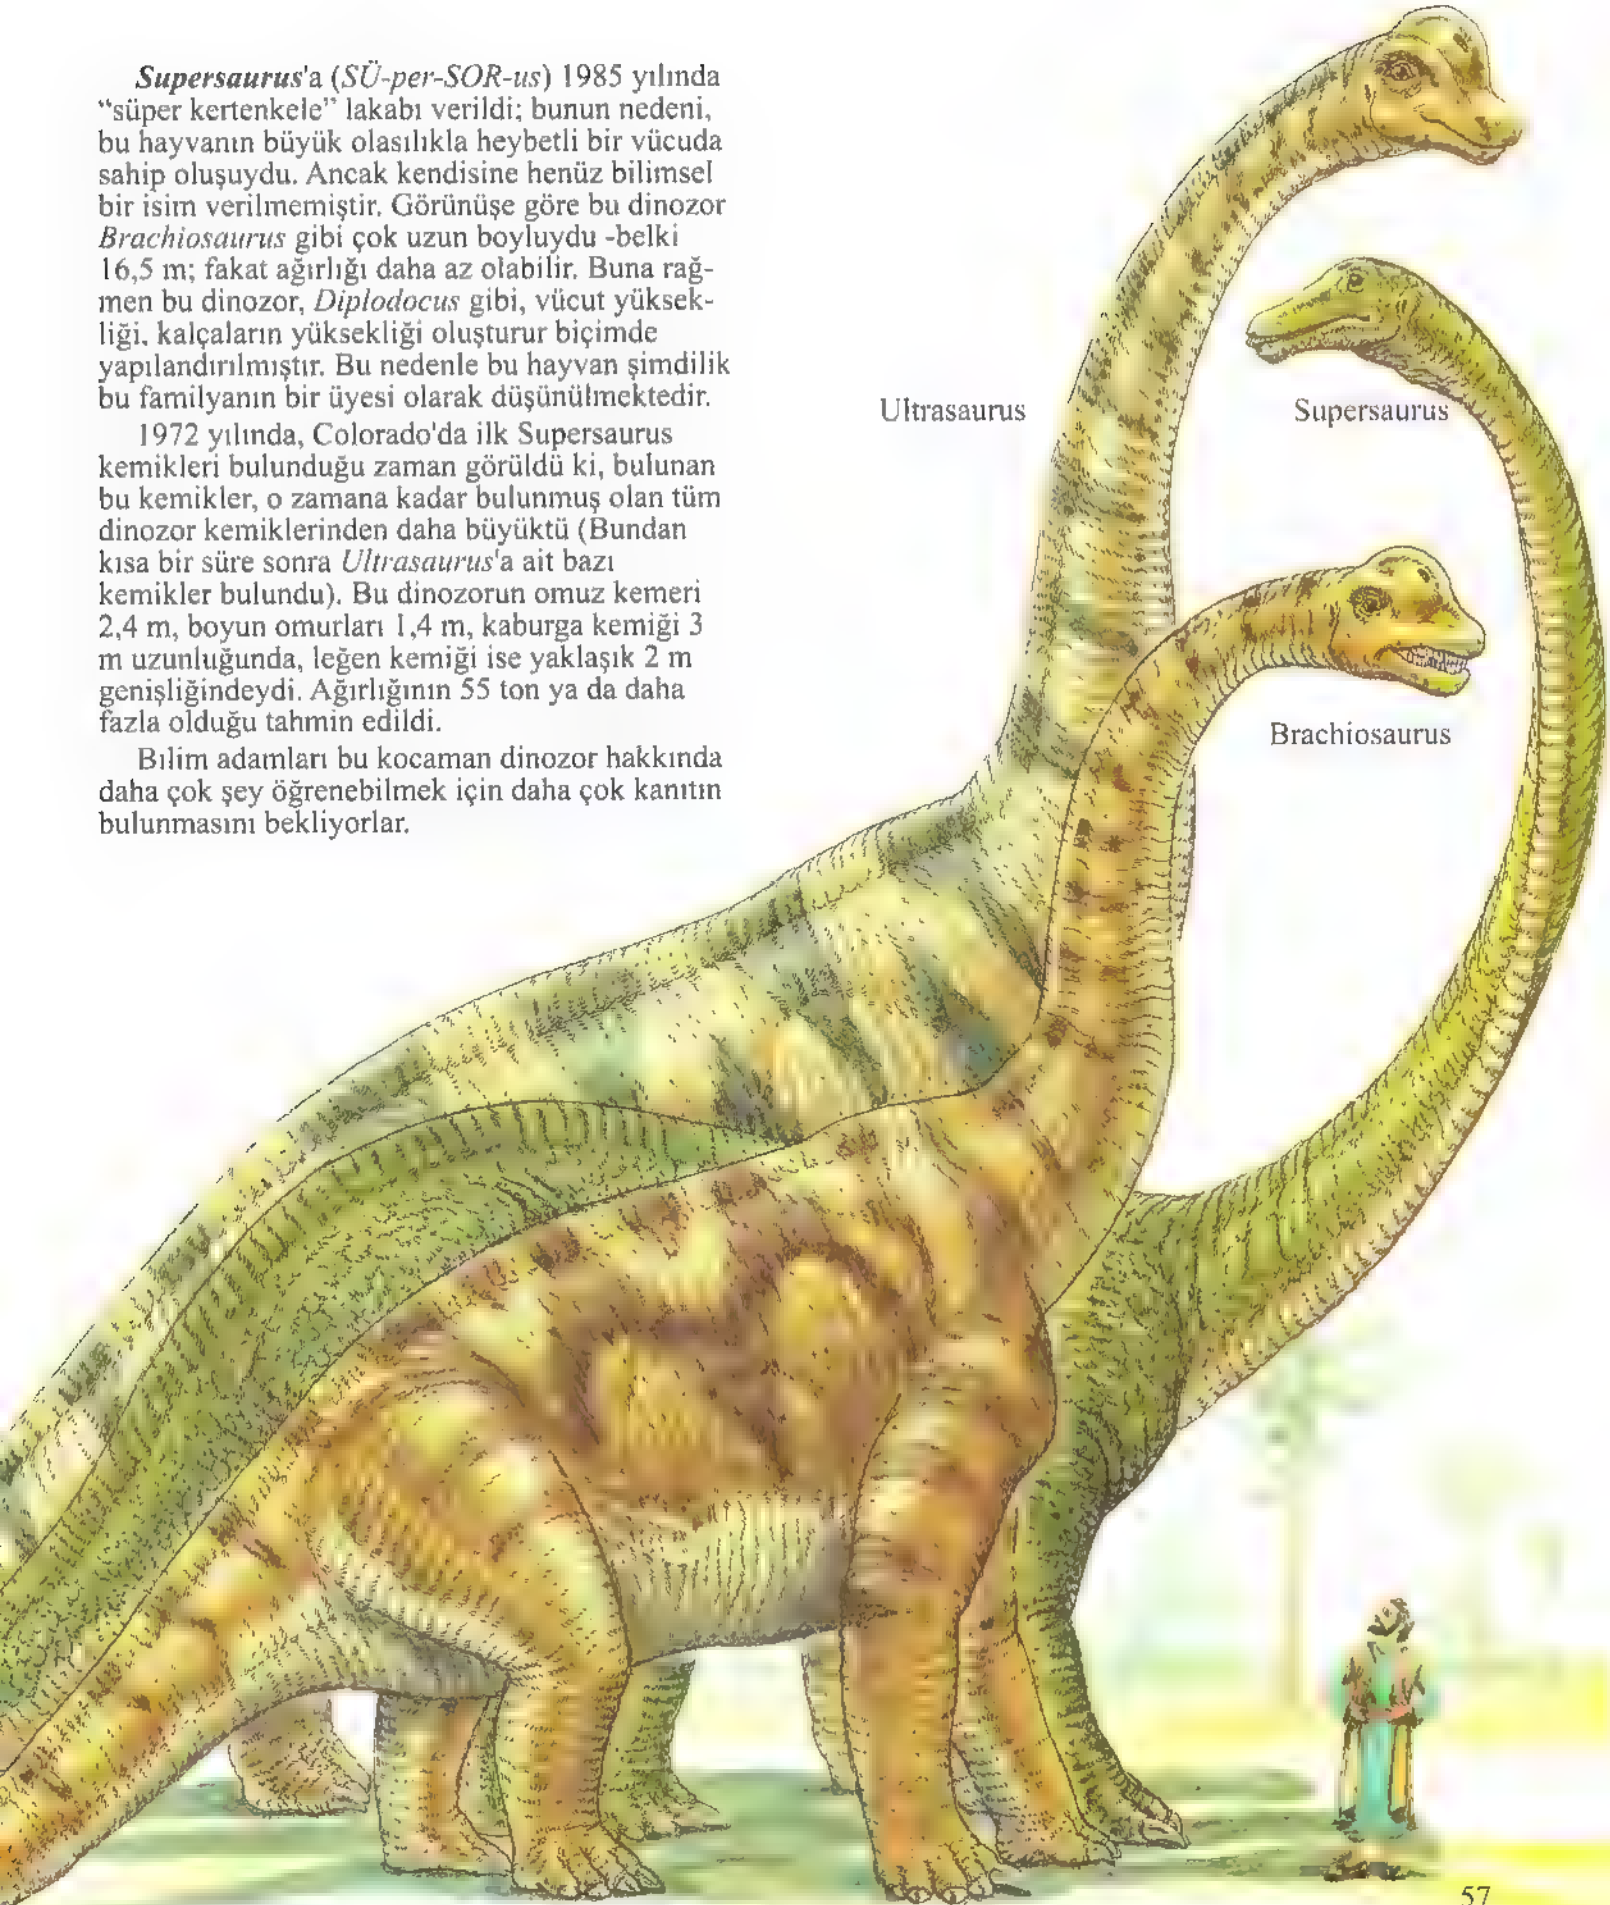 Supersaurus'a (SÜ-per-SOR-us) 1985 yılında
“süper kertenkele” lakabı verildi; bunun nedeni,
bu hayvanın büyük olasılıkla heybetli bir vücuda
sahip oluşuydu. Ancak kendisine henüz bilimsel
bir isim verilmemiştir. Görünüşe göre bu dinozor
Brachiosaurus gibi çok uzun boyluydu -belki
16,5 m; fakat ağırlığı daha az olabilir. Buna rağ-
men bu dinozor, Diplodocus gibi, vücut yüksek-
liği, kalçaların yüksekliği oluşturur biçimde
yapılandırılmıştır. Bu nedenle bu hayvan şimdilik
bu familyanın bir üyesi olarak düşünülmektedir.
1972 yılında, Colorado'da ilk Supersaurus
kemikleri bulunduğu zaman görüldü ki, bulunan
bu kemikler, o zamana kadar bulunmuş olan tüm
dinozor kemiklerinden daha büyüktü (Bundan
kısa bir süre sonra Ultrasaurus'a ait bazı
kemikler bulundu). Bu dinozorun omuz kemeri
2,4 m, boyun omurları 1,4 m, kaburga kemiği 3
m uzunluğunda, leğen kemiği ise yaklaşık 2 m
genişliğindeydi. Ağırlığının 55 ton ya da daha
fazla olduğu tahmin edildi.
Bilim adamları bu kocaman dinozor hakkında
daha çok şey öğrenebilmek için daha çok kanıtın
bulunmasını bekliyorlar.
Ultrasaurus
Supersaurus
Brachiosaurus
57